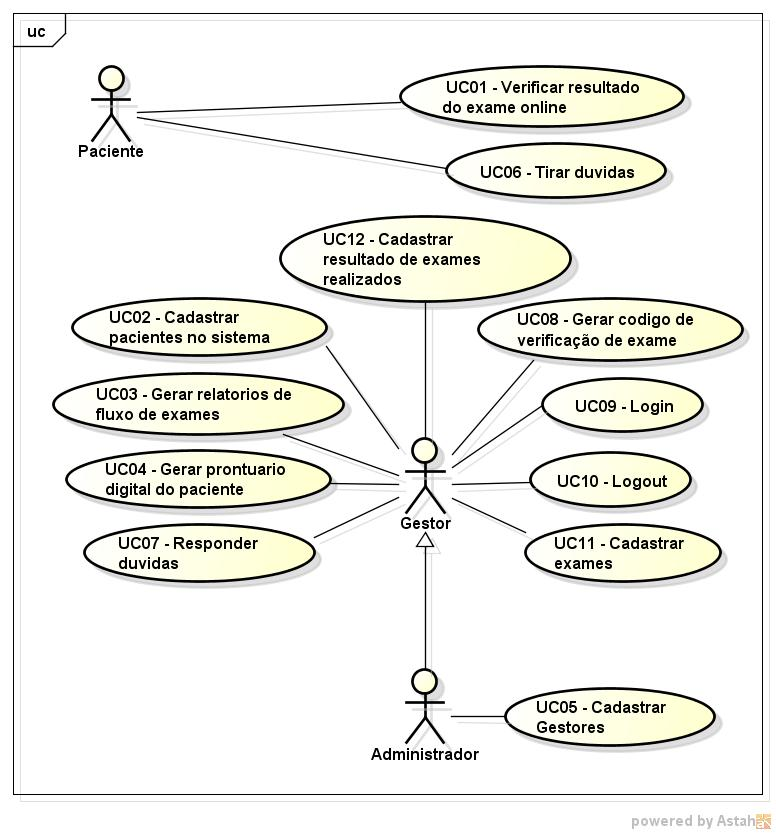 uc
UC01 - Verificar resultado
do exame online
Paciente
UC06 - Tirar duvidas
UC12 - Cadastrar
resultado de exames
realizados
UC02 - Cadastrar
pacientes no sistema
UC08 - Gerar codigo de
verificação de exame
UC03 - Gerar relatorios de
fluxo de exames
UC09 - Login
UC04 - Gerar prontuario
digital do paciente
UC10 - Logout
Gestor
UC07 - Responder
duvidas
UC11 - Cadastrar
exames
UC05 - Cadastrar
Gestores
Administrador
powered by Astah